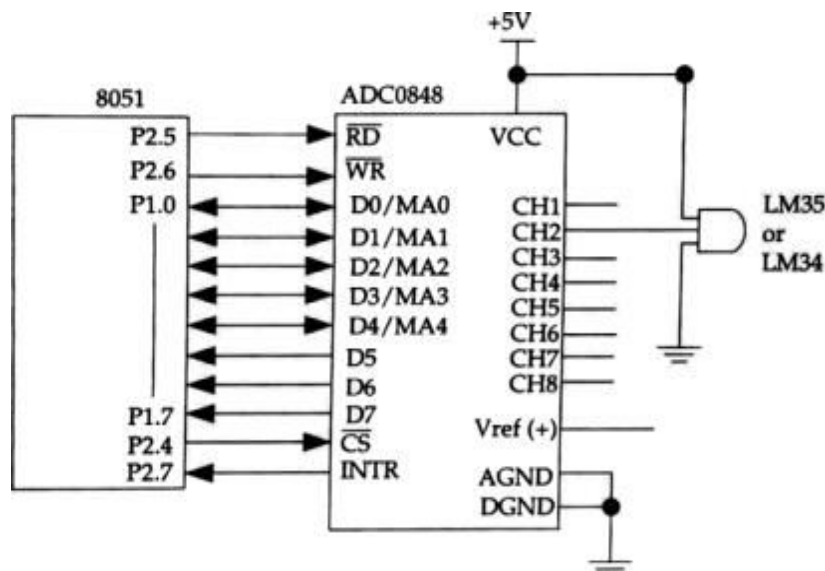 +5V
8051
ADC0848
P2.5
RD
VCC
P2.6
WR
P1.0
D0/MA0
CH1
LM35
D1/MA1
CH2
or
D2/MA2
CH3
LM34
D3/MA3
CH4
D4/MA4
CH5
D5
CH6
D6
CH7
CH8
P1.7
D7
Vref (+)
P2.4
CS
P2.7
INTR
AGND
DGND